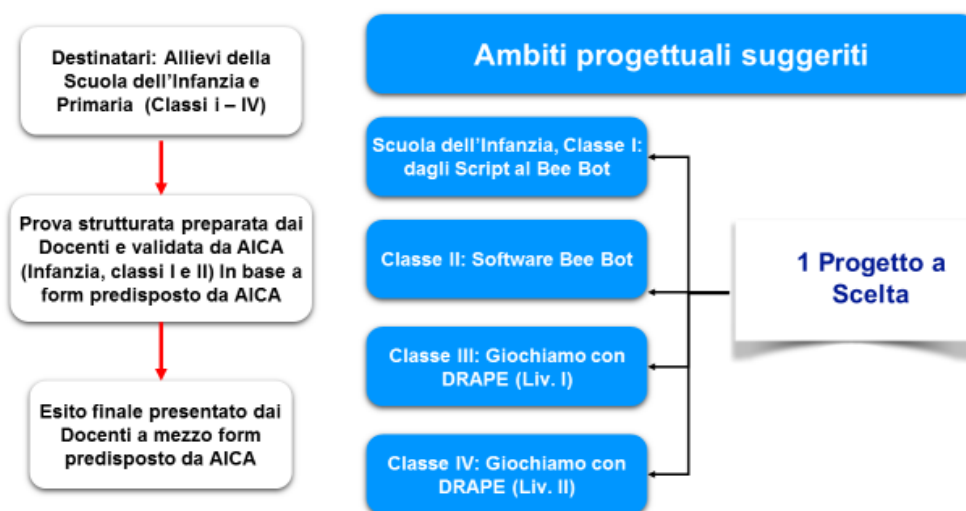 Destinatari: Allievi della
Scuola dell'Infanzia e
Primaria (Classi i – IV)
Prova strutturata preparata dai
Docenti e validata da AICA
(Infanzia, classi I e II) In base a
form predisposto da AICA
Esito finale presentato dai
Docenti a mezzo form
predisposto da AICA
Ambiti progettuali suggeriti
Scuola dell'Infanzia, Classe I:
dagli Script al Bee Bot
Classe II: Software Bee Bot
Classe III: Giochiamo con
DRAPE (Liv. I)
Classe IV: Giochiamo con
DRAPE (Liv. II)
1 Progetto a
Scelta